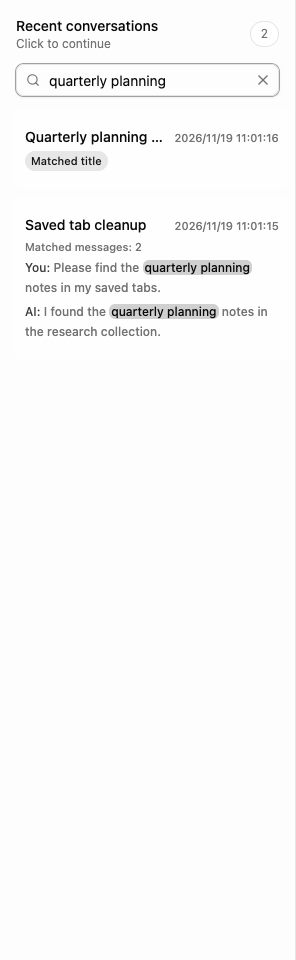 Recent conversations
2
Click to continue
quarterly planning
Quarterly planning ... 2026/11/19 11:01:16
Matched title
Saved tab cleanup 2026/11/19 11:01:15
Matched messages: 2
You: Please find the quarterly planning
notes in my saved tabs.
AI: I found the quarterly planning notes in
the research collection.